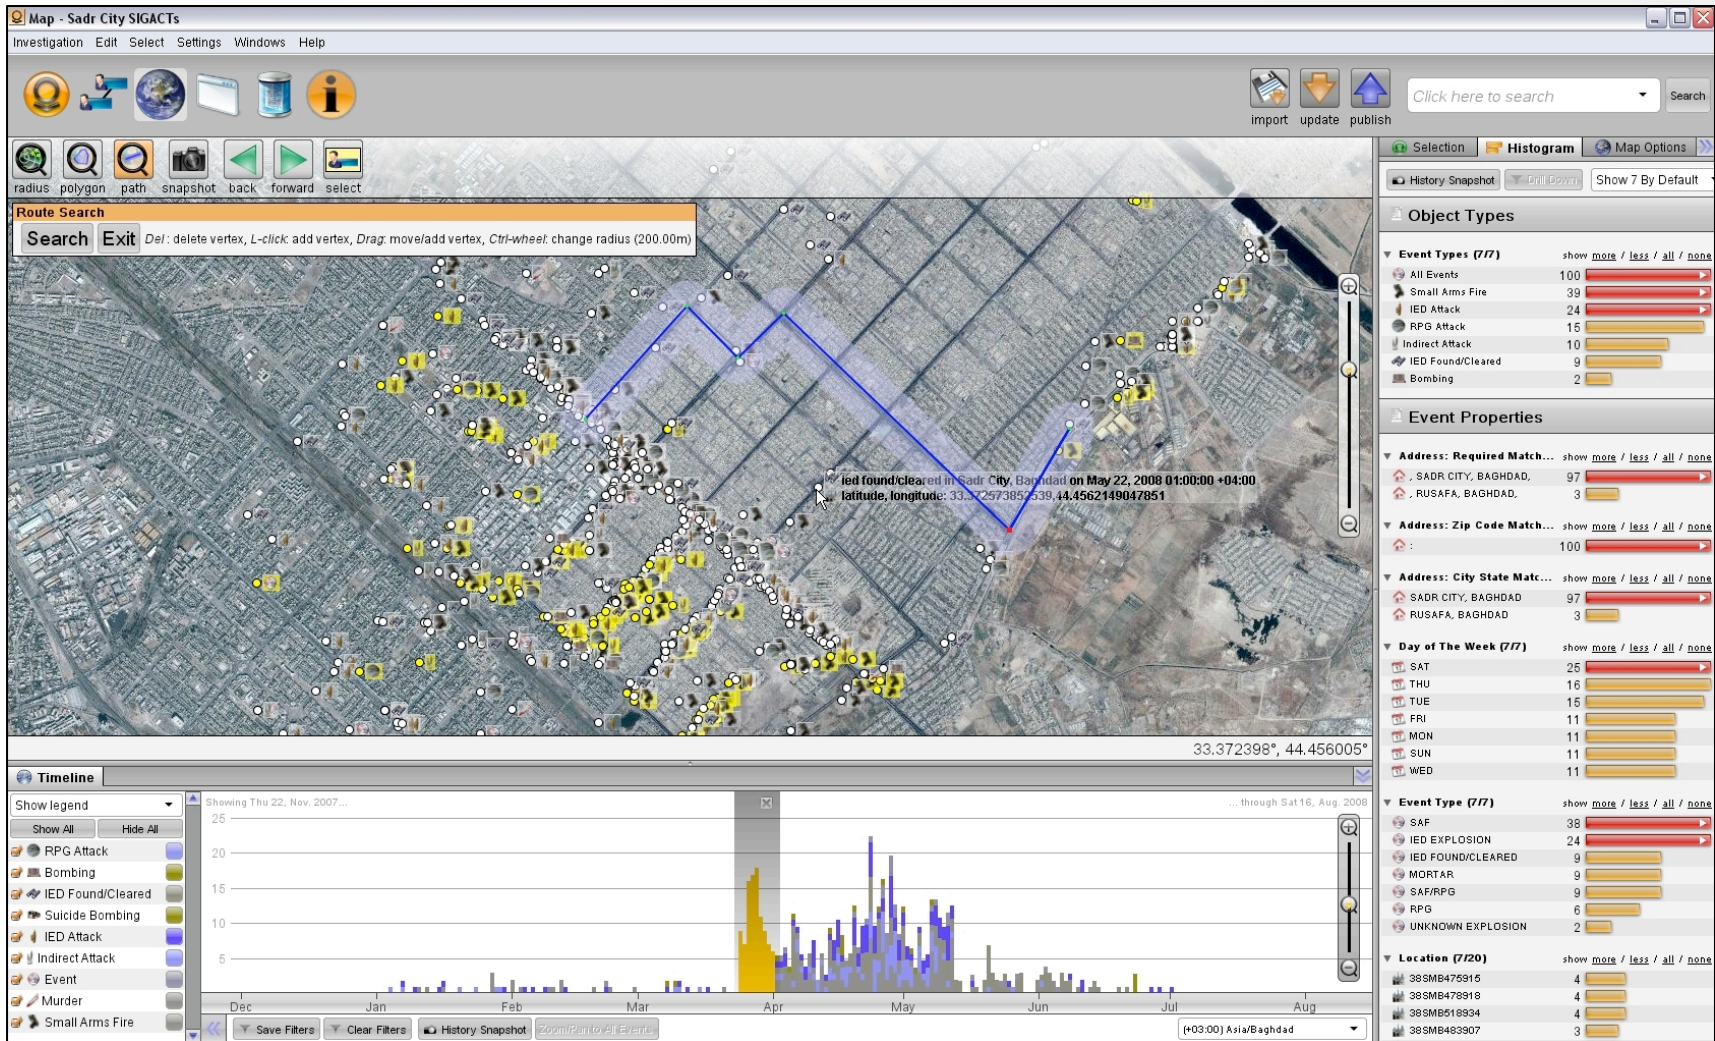 Map - Sadr City SIGACTs
Investigation Edit Select Settings Windows Help
import update publish
Click here to search
Search
radius polygon path snapshot back forward select
Route Search
Search Exit Del : delete vertex, L-click: add vertex, Drag: move/add vertex, Ctrl-wheel: change radius (200.00m)
ied found/cleared in Sadr City, Baghdad on May 22, 2008 01:00:00 +04:00
latitude, longitude: 33.372573852539,44.4562149047851
33.372398°, 44.456005°
Selection Histogram Map Options
History Snapshot Drill Down Show 7 By Default
Object Types
Event Types (7/7) show more / less / all / none
All Events 100
Small Arms Fire 39
IED Attack 24
RPG Attack 15
Indirect Attack 10
IED Found/Cleared 9
Bombing 2
Event Properties
Address: Required Match... show more / less / all / none
, SADR CITY, BAGHDAD, 97
, RUSAFA, BAGHDAD, 3
Address: Zip Code Match... show more / less / all / none
: 100
Address: City State Matc... show more / less / all / none
SADR CITY, BAGHDAD 97
RUSAFA, BAGHDAD 3
Day of The Week (7/7) show more / less / all / none
SAT 25
THU 16
TUE 15
FRI 11
MON 11
SUN 11
WED 11
Event Type (7/7) show more / less / all / none
SAF 38
IED EXPLOSION 24
IED FOUND/CLEARED 9
MORTAR 9
SAF/RPG 9
RPG 6
UNKNOWN EXPLOSION 2
Location (7/20) show more / less / all / none
38SMB475915 4
38SMB478918 4
38SMB518934 4
38SMB483907 3
Timeline
Show legend
Show All Hide All
RPG Attack
Bombing
IED Found/Cleared
Suicide Bombing
IED Attack
Indirect Attack
Event
Murder
Small Arms Fire
Showing Thu 22, Nov. 2007...
... through Sat 16, Aug. 2008
25
20
15
10
5
Dec Jan Feb Mar Apr May Jun Jul Aug
Save Filters Clear Filters History Snapshot Zoom/Pan to All Events
(+03:00) Asia/Baghdad